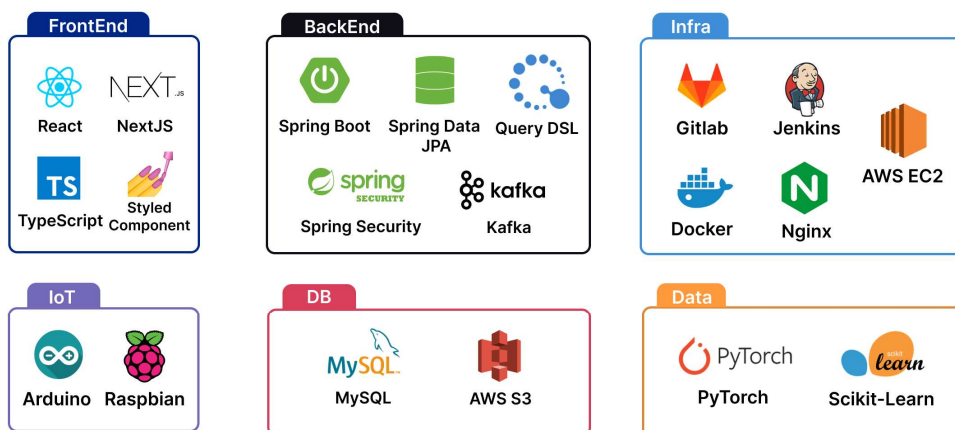 FrontEnd
NEXT.JS
React
NextJS
TS
TypeScript
Styled
Component
BackEnd
Spring Boot
Spring Data
JPA
Query DSL
spring
SECURITY
Spring Security
kafka
Kafka
Infra
Gitlab
Jenkins
AWS EC2
Docker
N
Nginx
IoT
Arduino
Raspbian
DB
MySQL
MySQL
AWS S3
Data
PyTorch
PyTorch
scikit
learn
Scikit-Learn